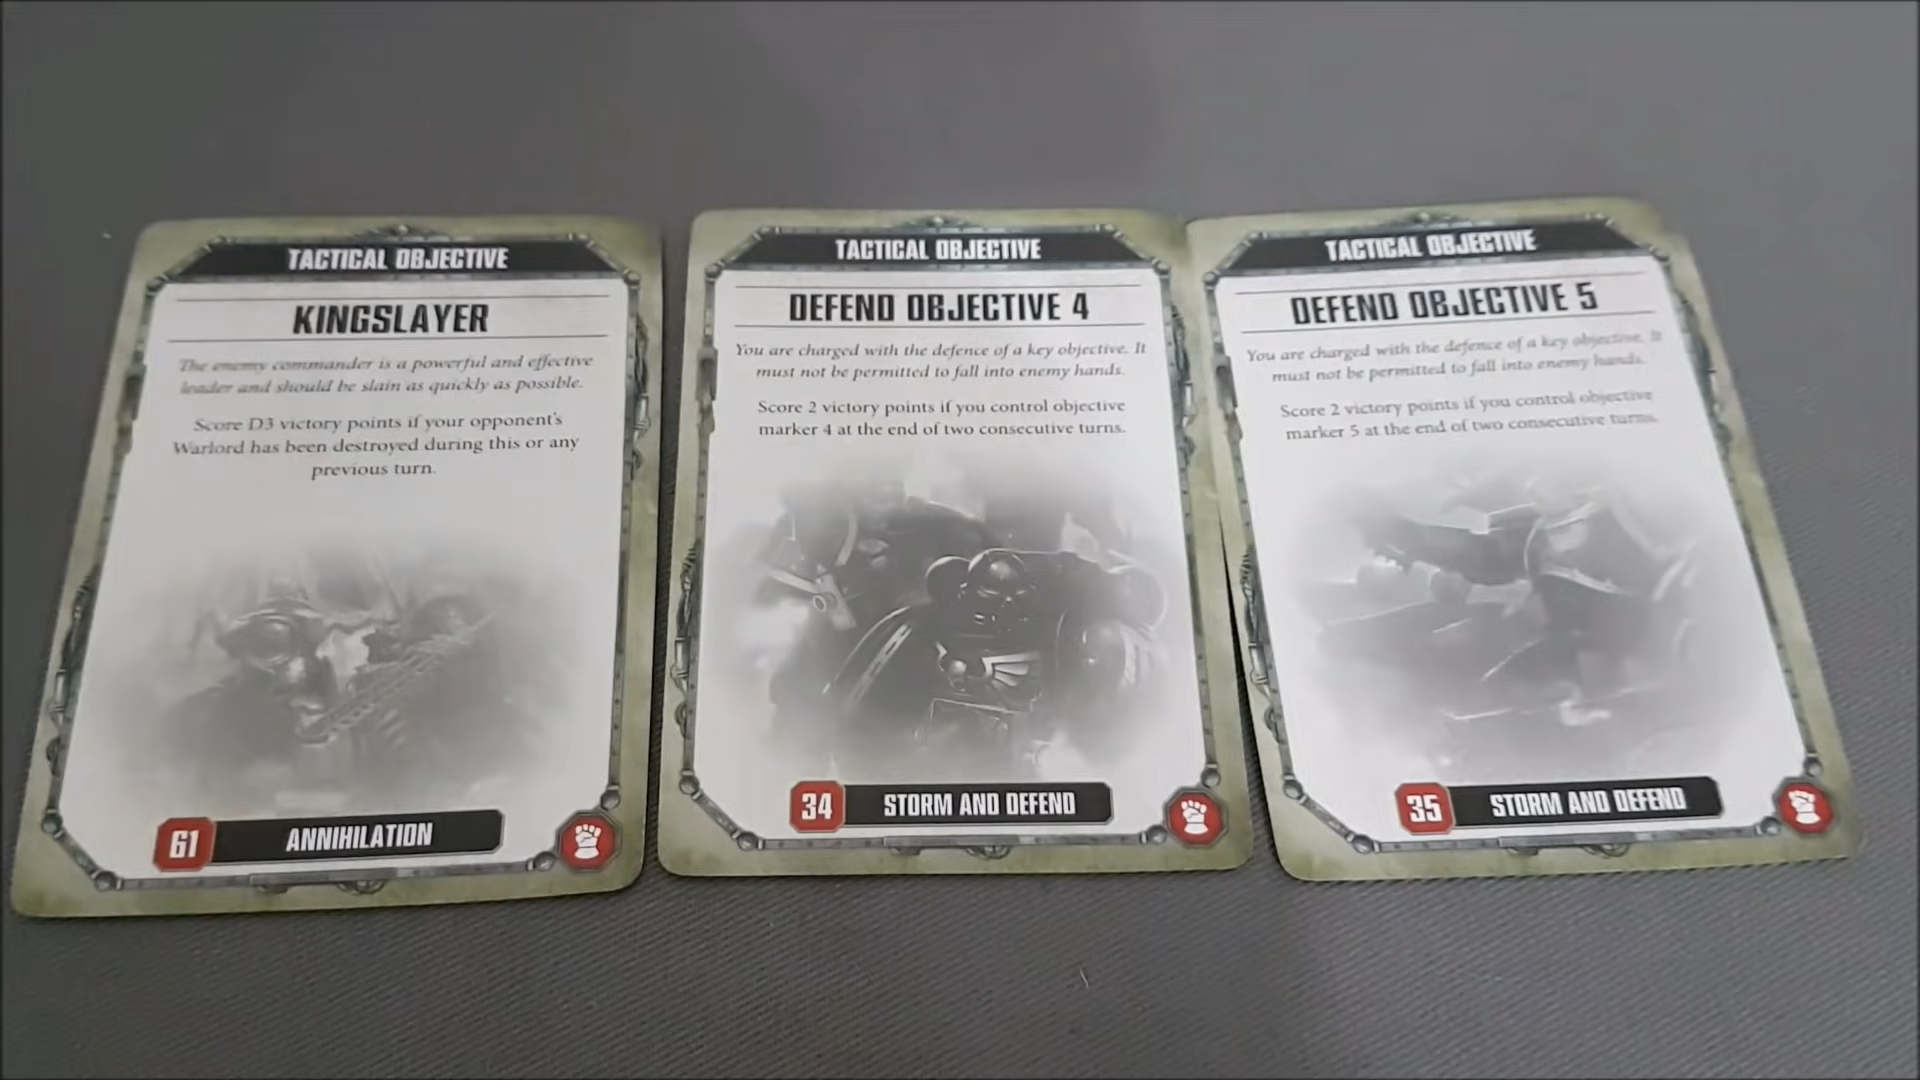 TACTICAL OBJECTIVE
KINGSLAYER
The enemy commander is a powerful and effective
leader and should be slain as quickly as possible.
Score D3 victory points if your opponent's
Warlord has been destroyed during this or any
previous turn.
61
ANNIHILATION
TACTICAL OBJECTIVE
DEFEND OBJECTIVE 4
You are charged with the defence of a key objective. It
must not be permitted to fall into enemy hands.
Score 2 victory points if you control objective
marker 4 at the end of two consecutive turns.
34
STORM AND DEFEND
TACTICAL OBJECTIVE
DEFEND OBJECTIVE 5
You are charged with the defence of a key objective. It
must not be permitted to fall into enemy hands.
Score 2 victory points if you control objective
marker 5 at the end of two consecutive turns.
35
STORM AND DEFEND